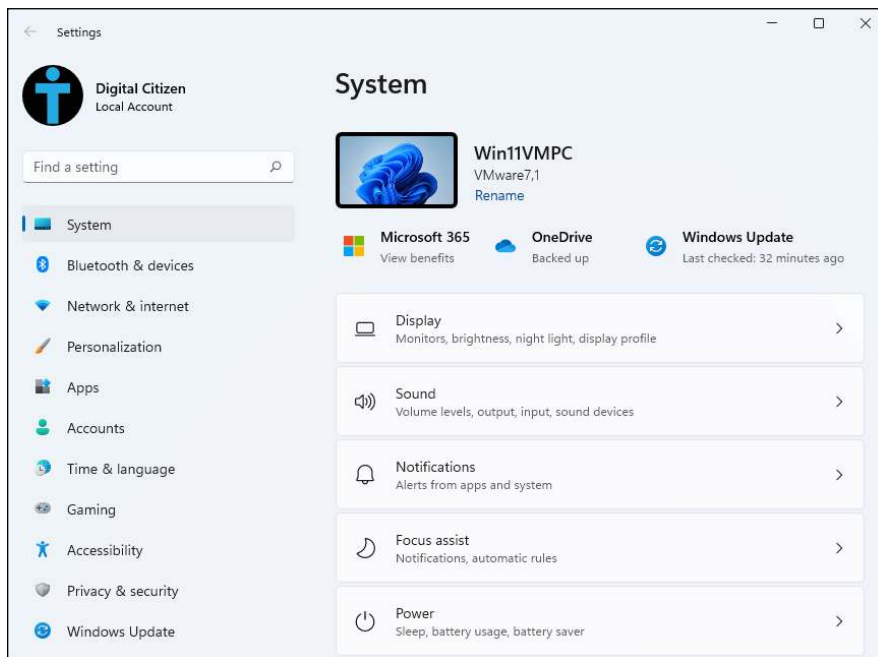 Settings
Digital Citizen
Local Account
Find a setting
System
Bluetooth & devices
Network & internet
Personalization
Apps
Accounts
Time & language
Gaming
Accessibility
Privacy & security
Windows Update
System
Win11VMPC
VMware7,1
Rename
Microsoft 365
View benefits
OneDrive
Backed up
Windows Update
Last checked: 32 minutes ago
Display
Monitors, brightness, night light, display profile
Sound
Volume levels, output, input, sound devices
Notifications
Alerts from apps and system
Focus assist
Notifications, automatic rules
Power
Sleep, battery usage, battery saver